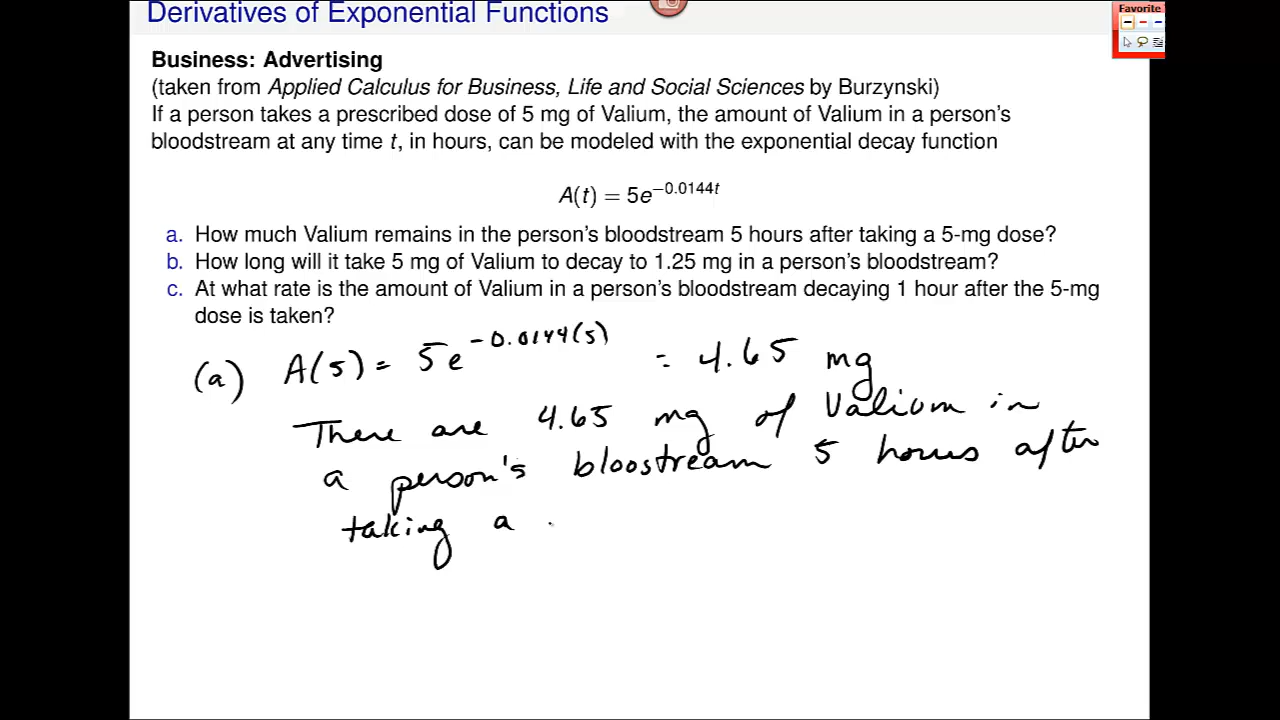 Derivatives of Exponential Functions
Favorite
Business: Advertising
(taken from Applied Calculus for Business, Life and Social Sciences by Burzynski)
If a person takes a prescribed dose of 5 mg of Valium, the amount of Valium in a person's
bloodstream at any time t, in hours, can be modeled with the exponential decay function
A(t) = 5e^{-0.0144t}
a. How much Valium remains in the person's bloodstream 5 hours after taking a 5-mg dose?
b. How long will it take 5 mg of Valium to decay to 1.25 mg in a person's bloodstream?
c. At what rate is the amount of Valium in a person's bloodstream decaying 1 hour after the 5-mg
dose is taken?
(a) A(5) = 5e^{-0.0144(5)} = 4.65 mg
There are 4.65 mg of Valium in
a person's bloostream 5 hours after
taking a